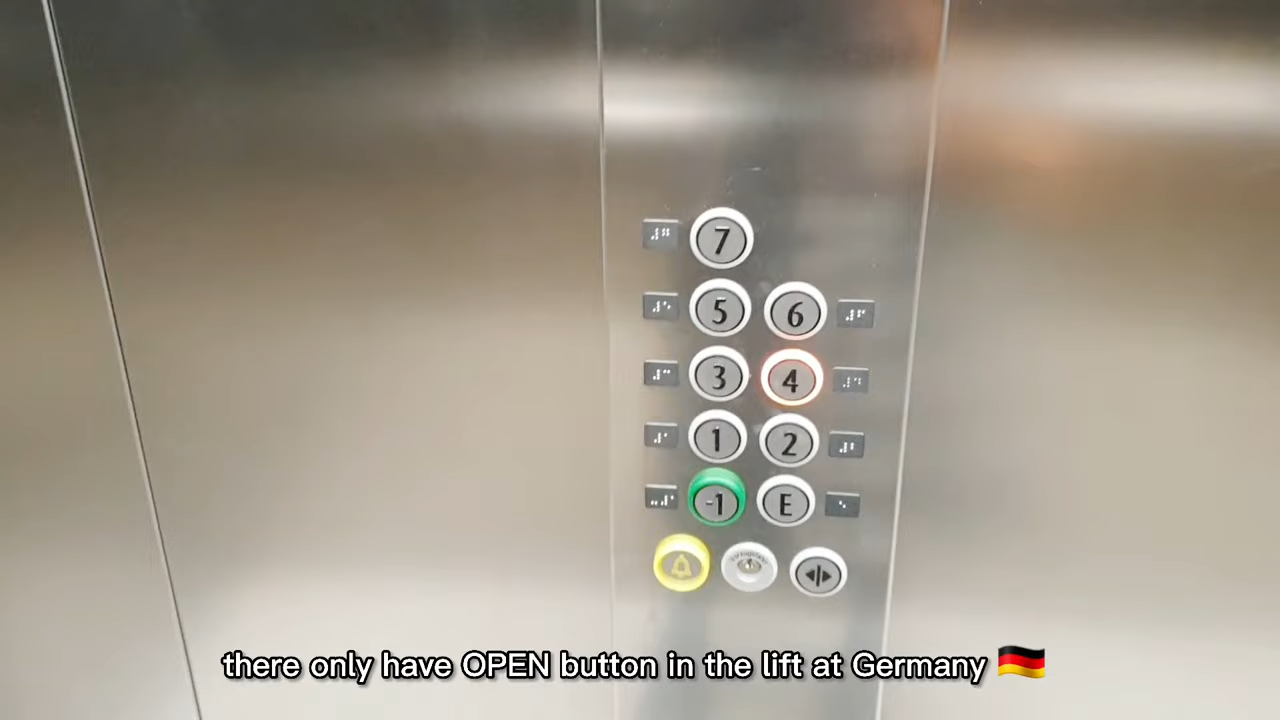 7
5 6
3 4
1 2
-1 E
there only have OPEN button in the lift at Germany 🇩🇪